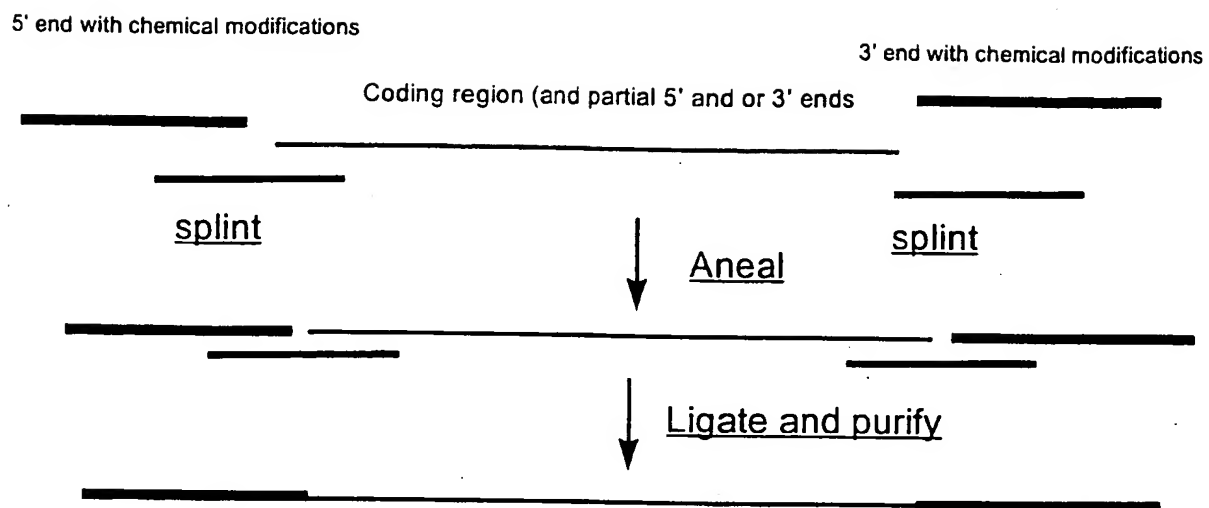 5' end with chemical modifications
3' end with chemical modifications
Coding region (and partial 5' and or 3' ends
splint
splint
Aneal
Ligate and purify